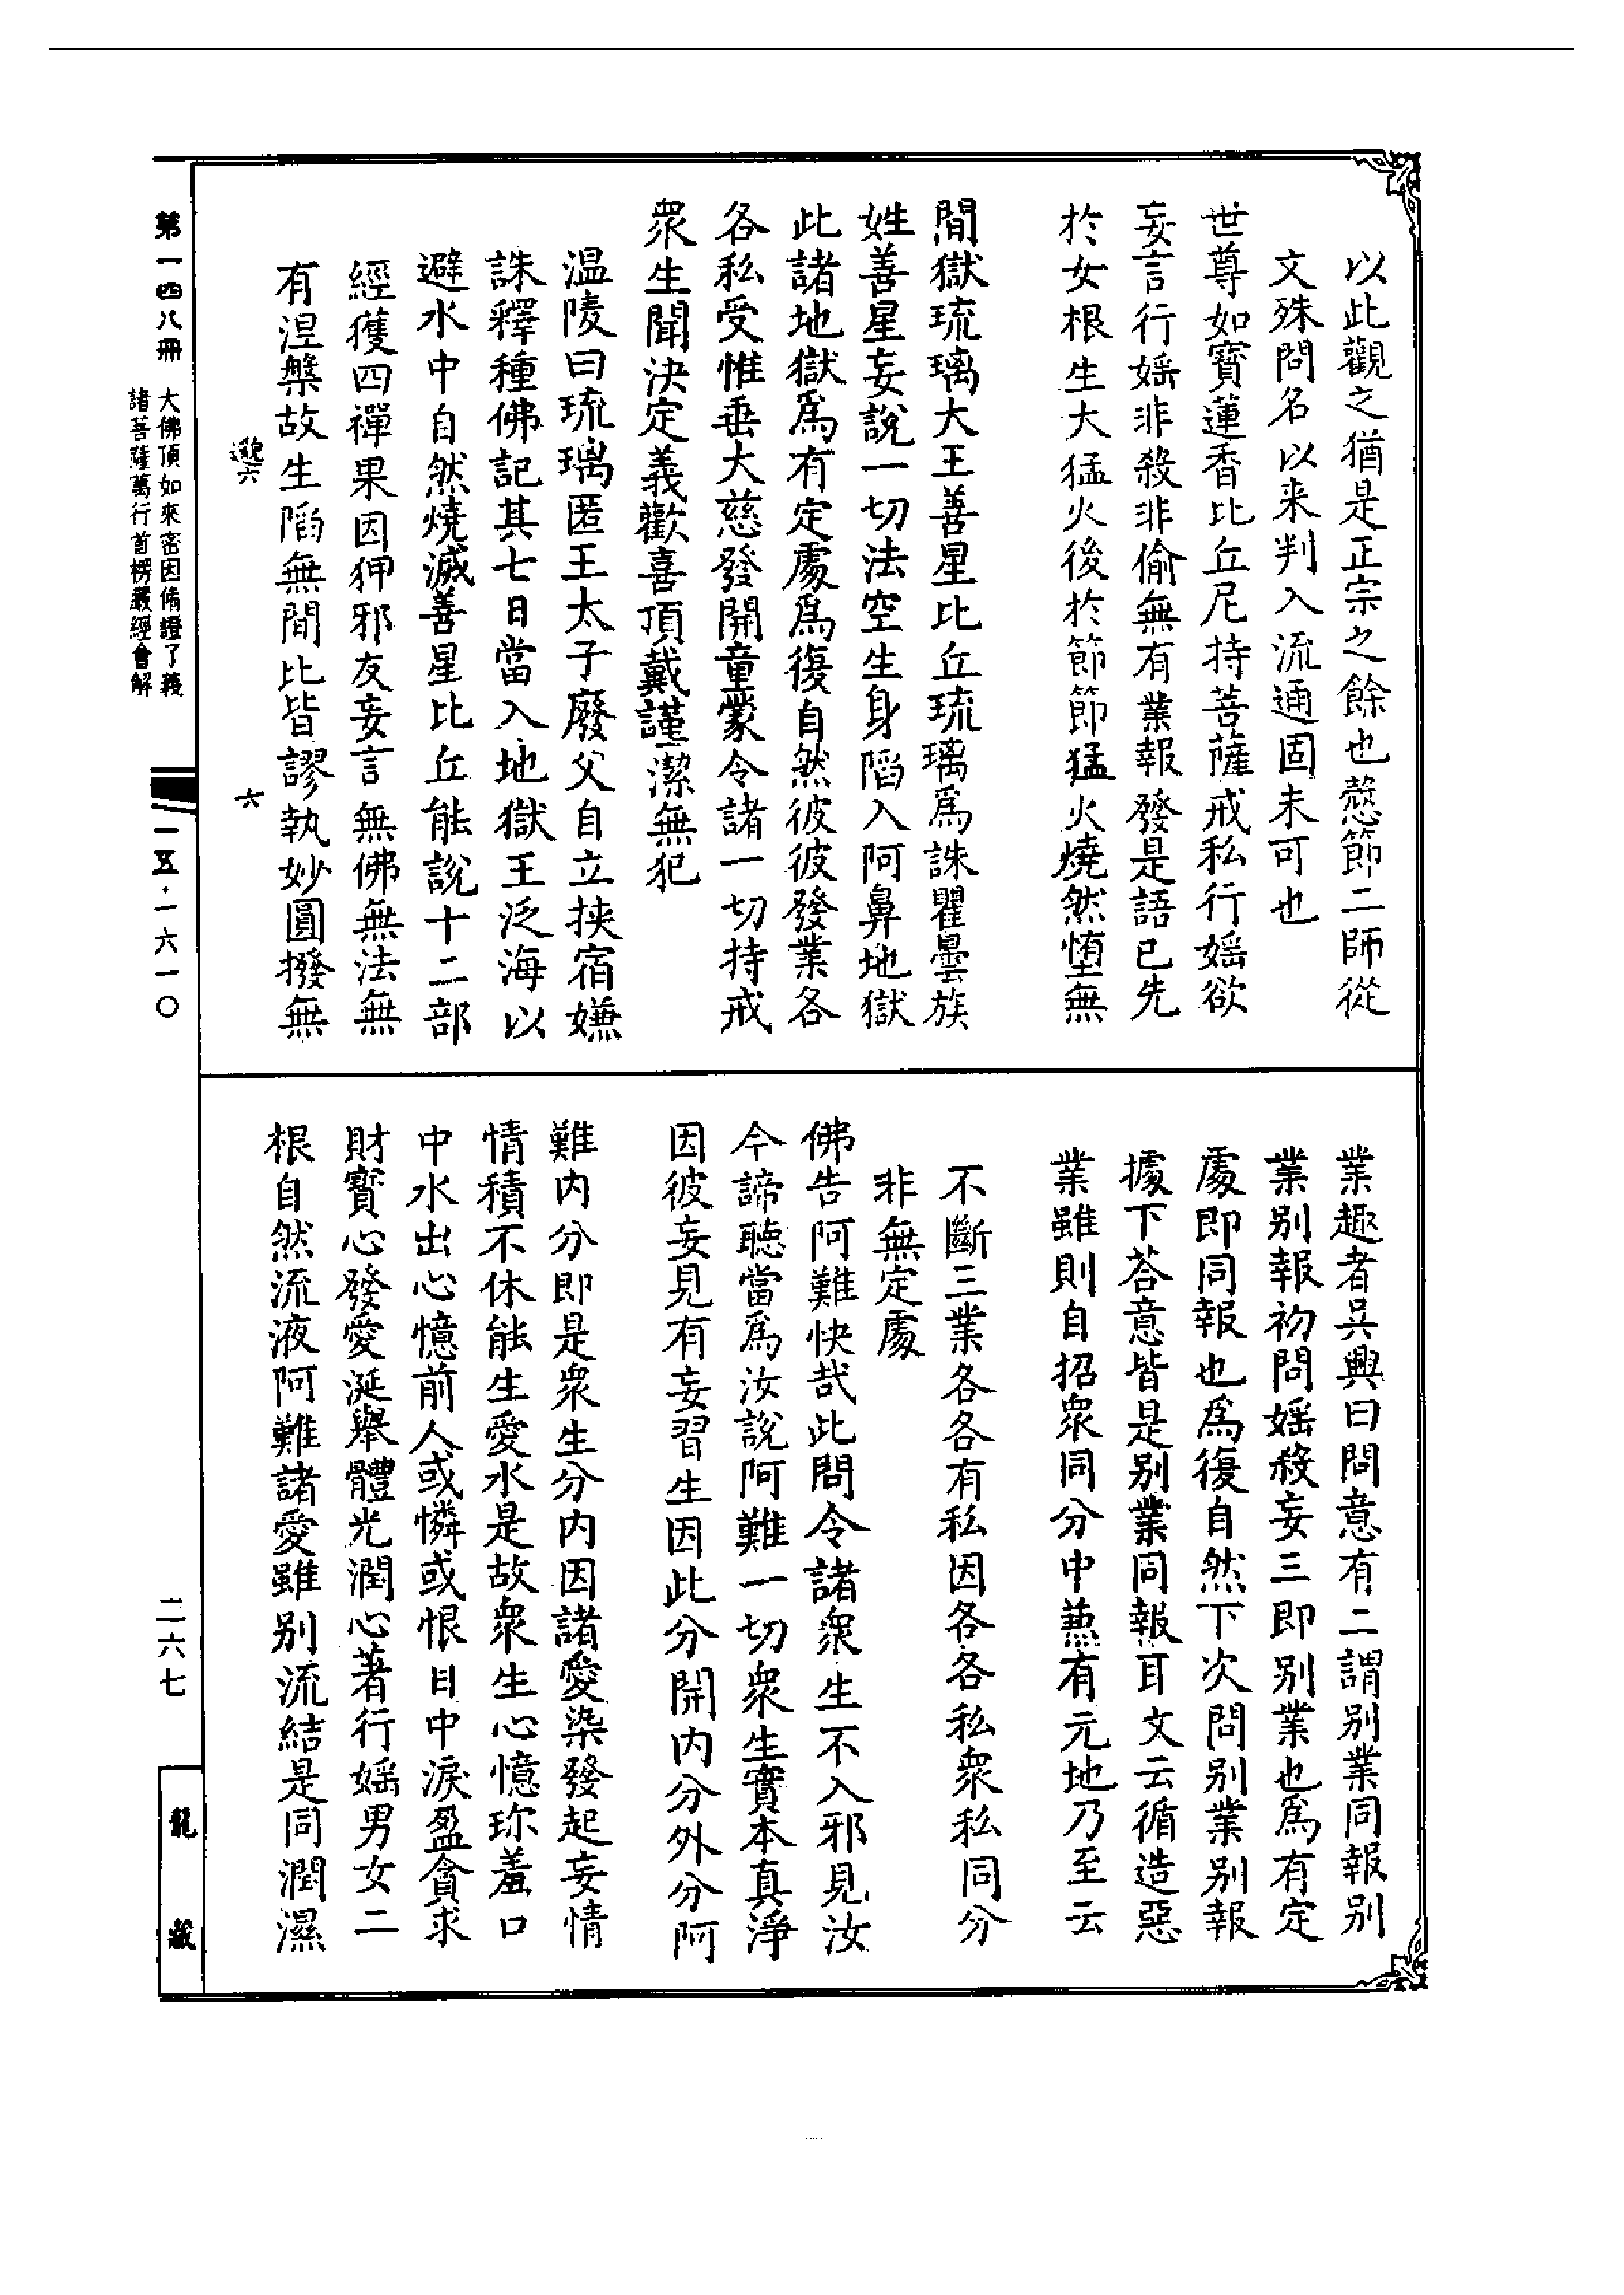 以此觀之猶是正宗之餘也慤節二師從
文殊問名以来判入流通固未可也
世尊如寶蓮香比丘尼持菩薩戒私行婬欲
妄言行婬非殺非偷無有業報發是語已先
於女根生大猛火後於節節猛火燒然堕無
間獄琉璃大王善星比丘琉璃爲誅瞿曇族
姓善星妄說一切法空生身陷入阿鼻地獄
此諸地獄爲有定處爲復自然彼彼發業各
各私受惟垂大慈發開童蒙令諸一切持戒
眾生聞決定義歡喜頂戴謹潔無犯
溫陵曰琉璃匿王太子廢父自立挾宿嫌
誅釋種佛記其七日當入地獄王泛海以
避水中自然燒滅善星比丘能說十二部
經獲四禪果因狎邪友妄言無佛無法無
有涅槃故生陷無間比皆謬執妙圓撥無
業趣者吳興曰問意有二謂别業同報别
業别報初問婬殺妄三即别業也爲有定
處即同報也爲復自然下次問别業别報
據下荅意皆是别業同報耳文云循造惡
業雖則自招衆同分中兼有元地乃至云
不斷三業各各有私因各各私衆私同分
非無定處
佛告阿難快哉此問令諸衆生不入邪見汝
今諦聽當爲汝說阿難一切衆生實本真淨
因彼妄見有妄習生因此分開内分外分阿
難内分即是衆生分内因諸愛染發起妄情
情積不休能生愛水是故衆生心憶珎羞口
中水出心憶前人或憐或恨目中淚盈貪求
財寶心發愛涎舉體光潤心著行婬男女二
根自然流液阿難諸愛雖别流結是同潤濕
邈六
六
第一四八冊
大佛頂如來密因脩證了義
諸菩薩萬行首楞嚴經會解
一五·一六一〇
二六七
龍藏